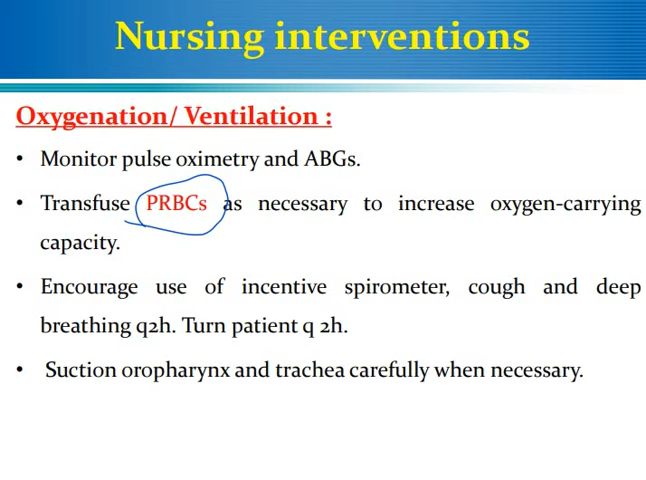 Nursing interventions
Oxygenation/ Ventilation :
• Monitor pulse oximetry and ABGs.
• Transfuse PRBCs as necessary to increase oxygen-carrying
capacity.
• Encourage use of incentive spirometer, cough and deep
breathing q2h. Turn patient q 2h.
• Suction oropharynx and trachea carefully when necessary.